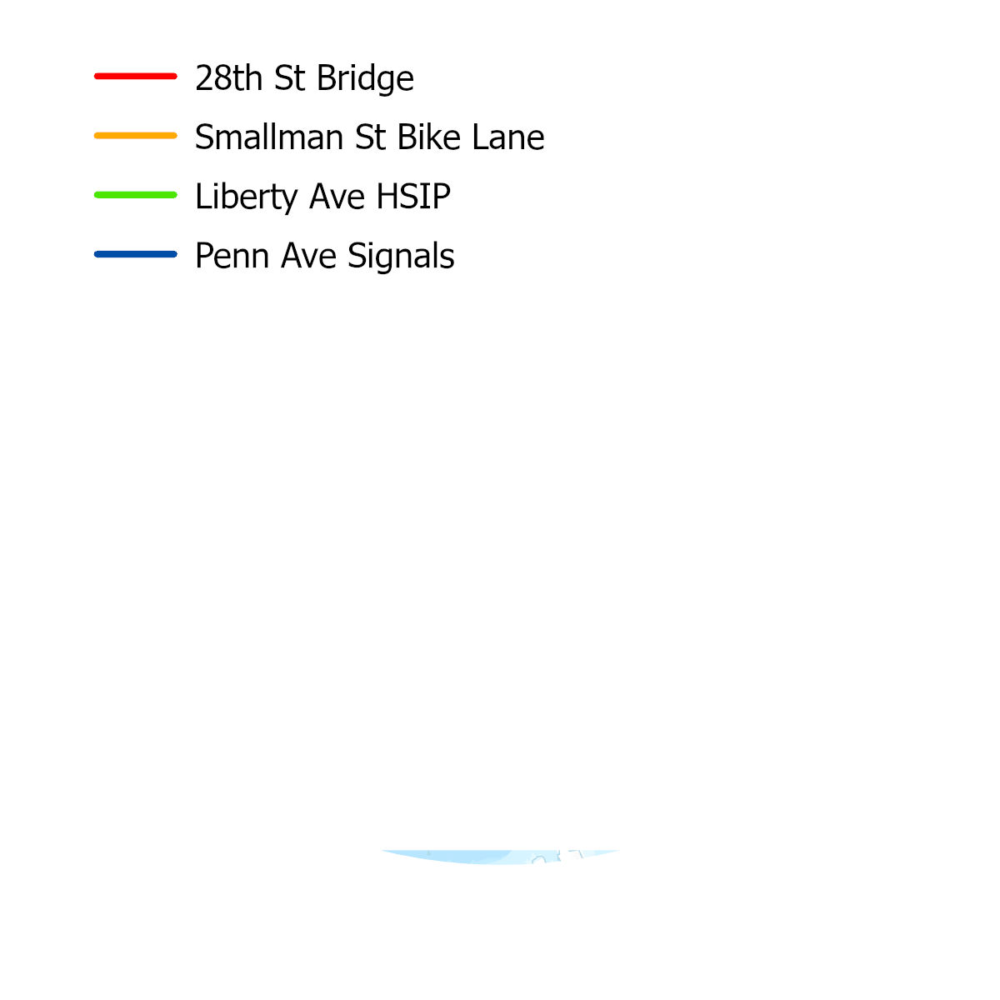 28th St Bridge
Smallman St Bike Lane
Liberty Ave HSIP
Penn Ave Signals